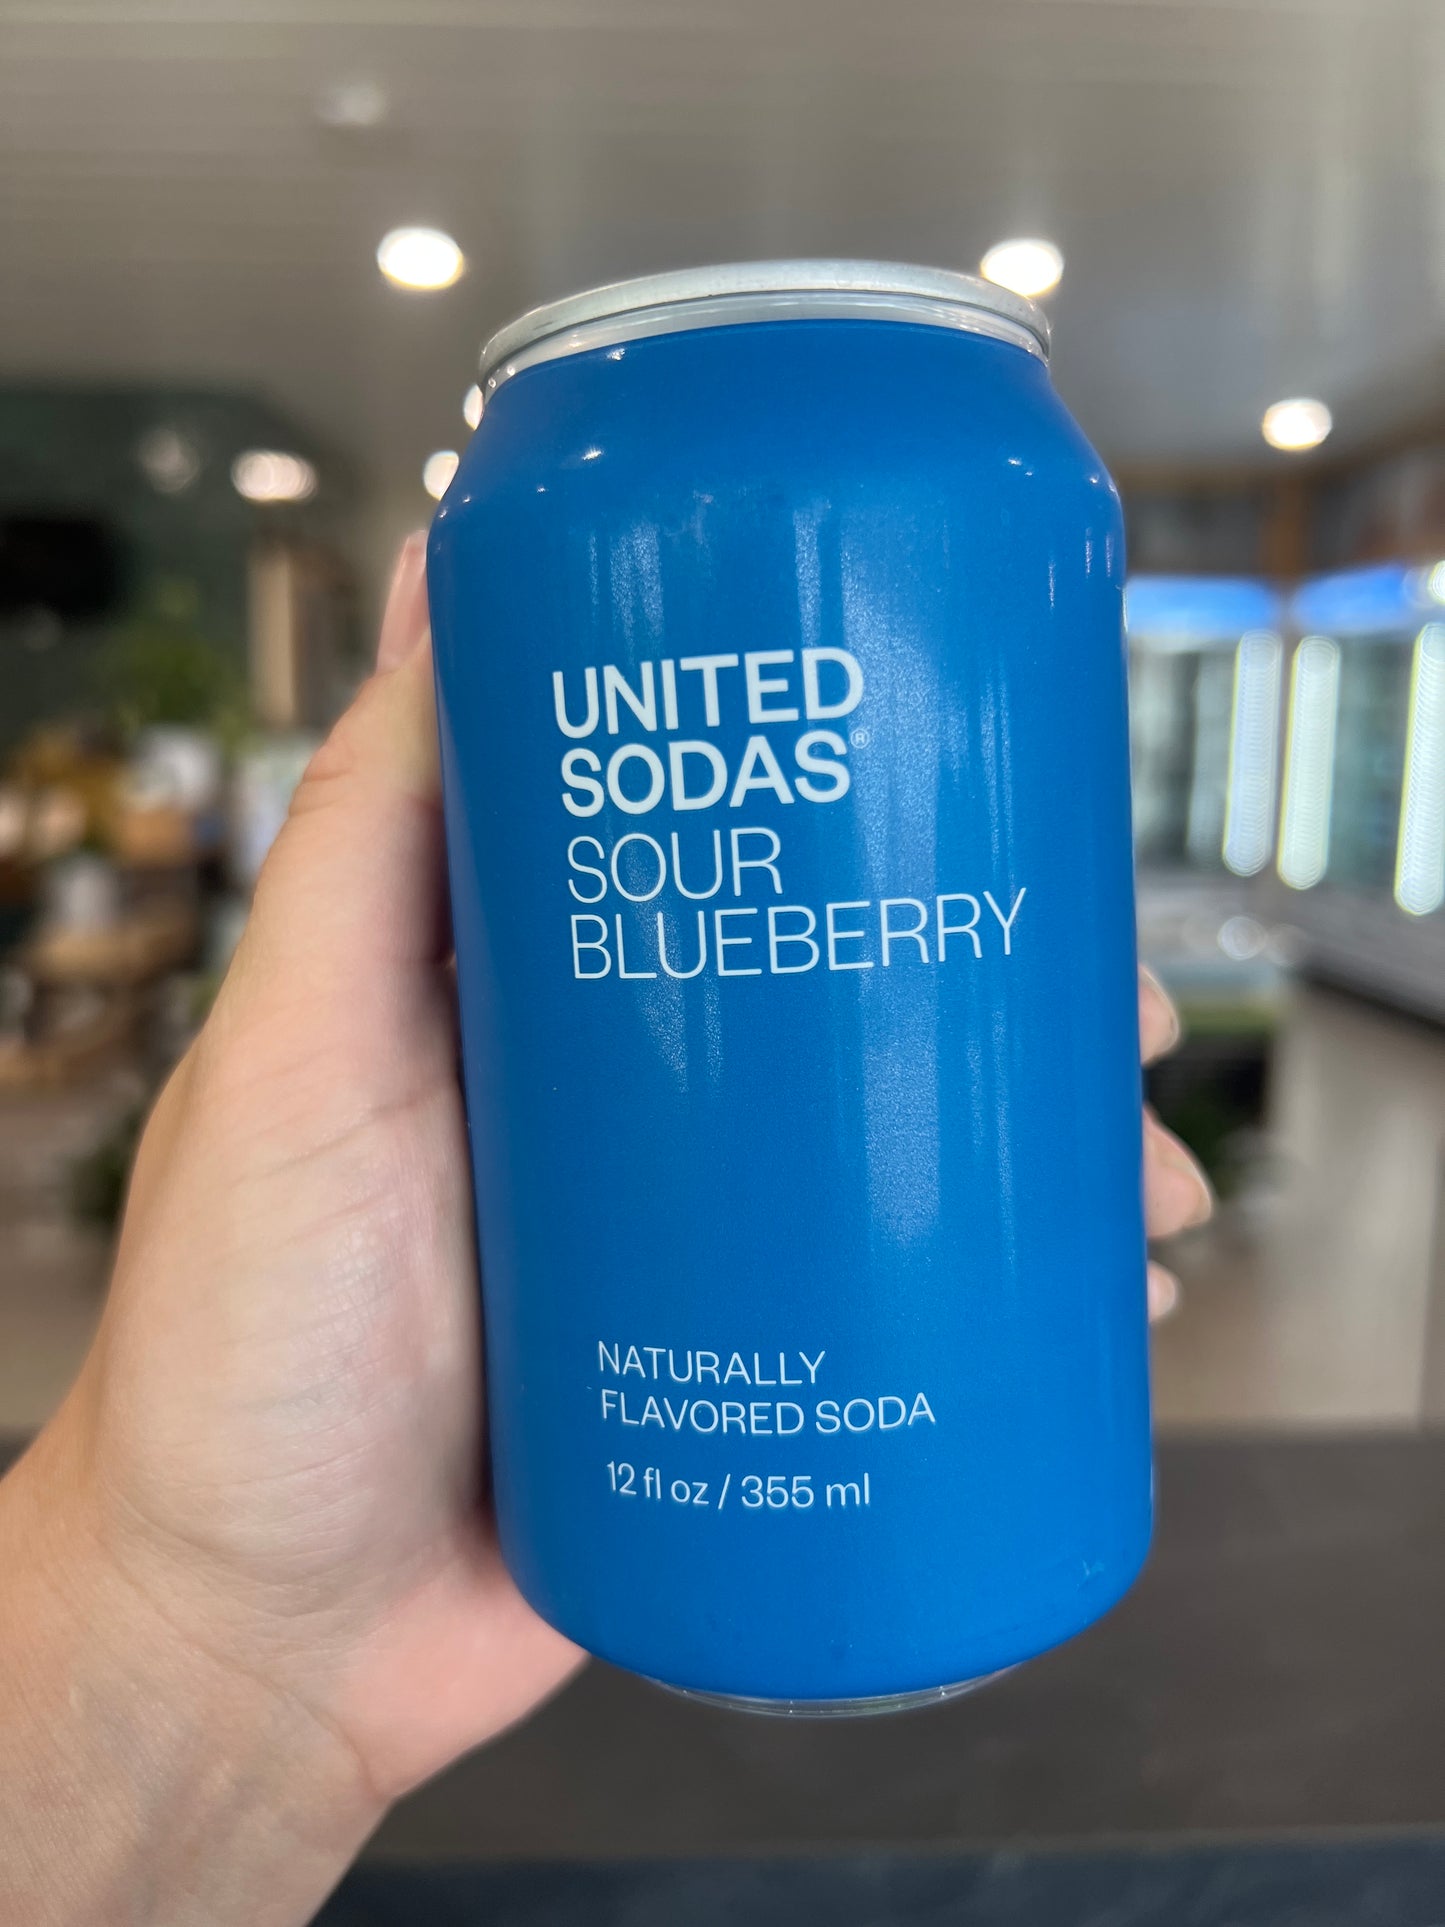 UNITED
SODAS®
SOUR
BLUEBERRY
NATURALLY
FLAVORED SODA
12 fl oz / 355 ml